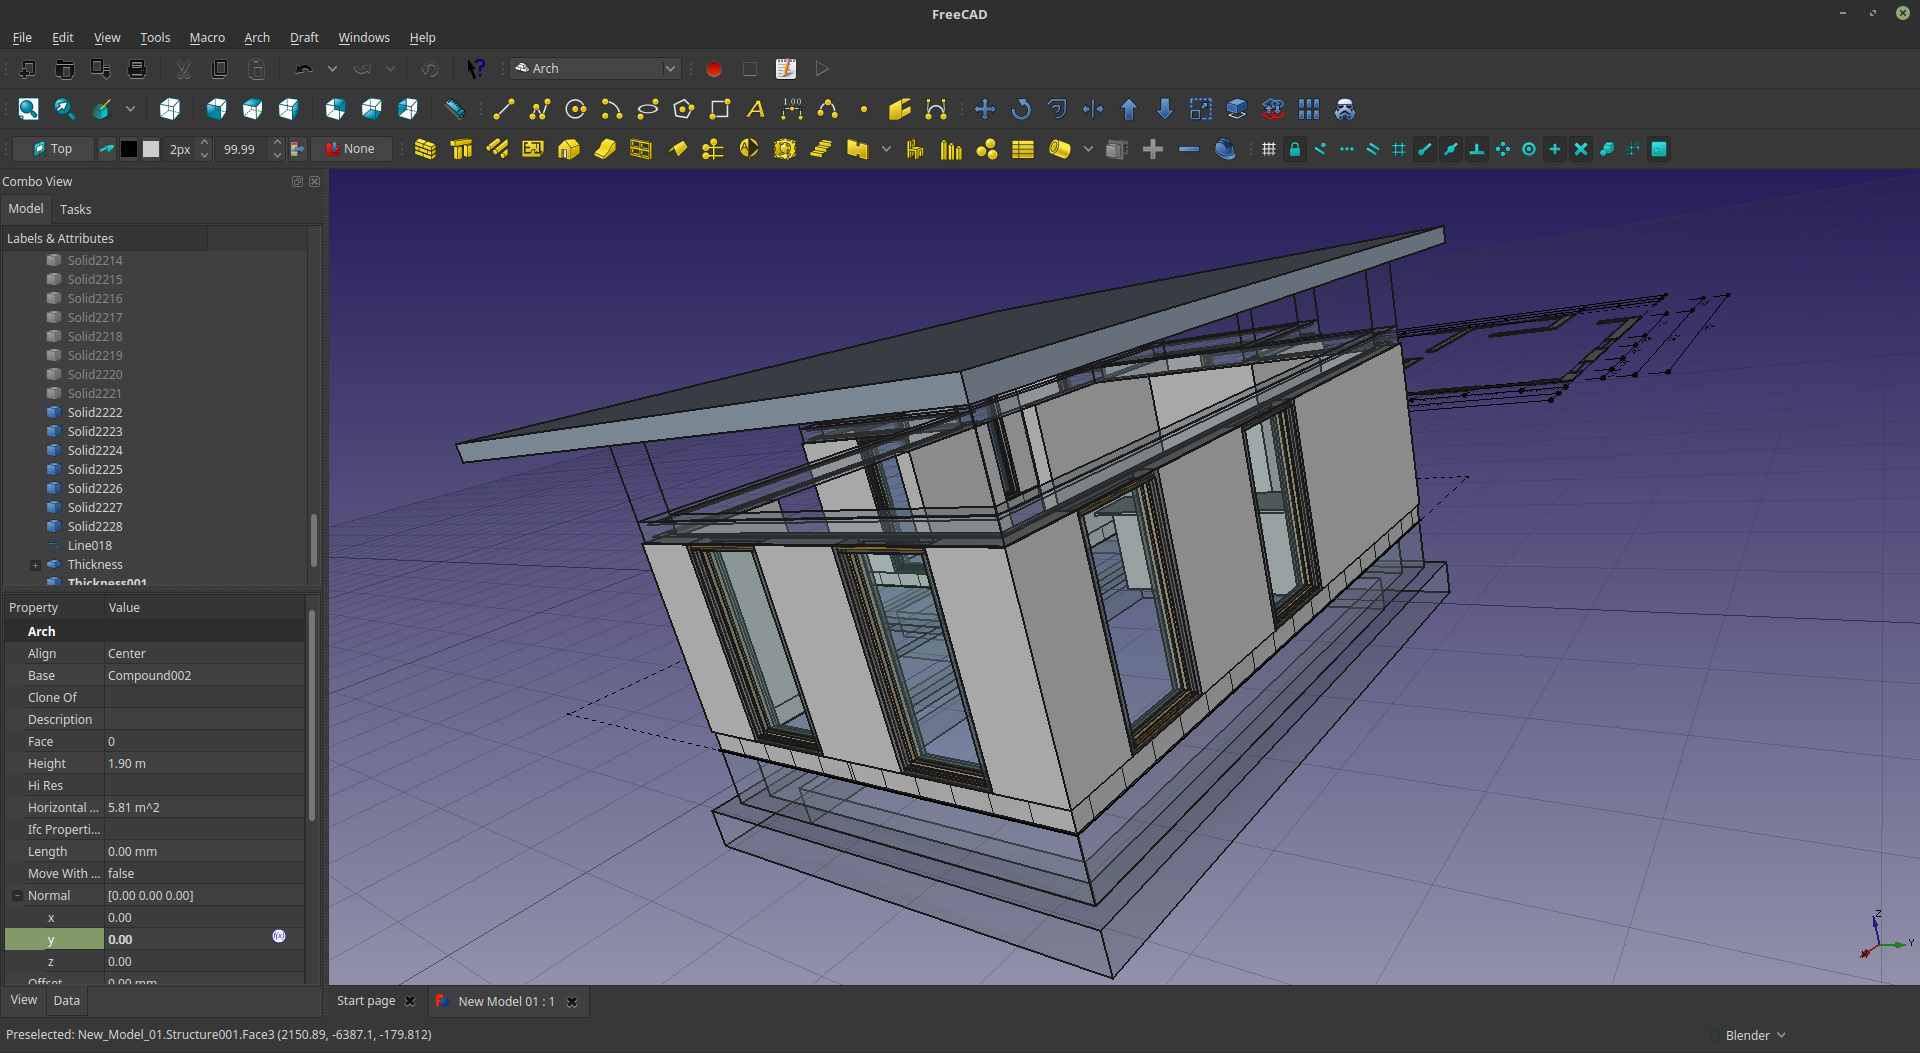 FreeCAD
File Edit View Tools Macro Arch Draft Windows Help
Arch
A 1.00
Top 2px 99.99 None
Combo View
Model Tasks
Labels & Attributes
Solid2214
Solid2215
Solid2216
Solid2217
Solid2218
Solid2219
Solid2220
Solid2221
Solid2222
Solid2223
Solid2224
Solid2225
Solid2226
Solid2227
Solid2228
Line018
Thickness
Thickness001
Property Value
Arch
Align Center
Base Compound002
Clone Of
Description
Face 0
Height 1.90 m
Hi Res
Horizontal ... 5.81 m^2
Ifc Properti...
Length 0.00 mm
Move With ... false
Normal [0.00 0.00 0.00]
x 0.00
y 0.00
z 0.00
Offset 0.00 mm
View Data
Start page New Model 01 : 1
Z
Y
Preselected: New_Model_01.Structure001.Face3 (2150.89, -6387.1, -179.812)
Blender